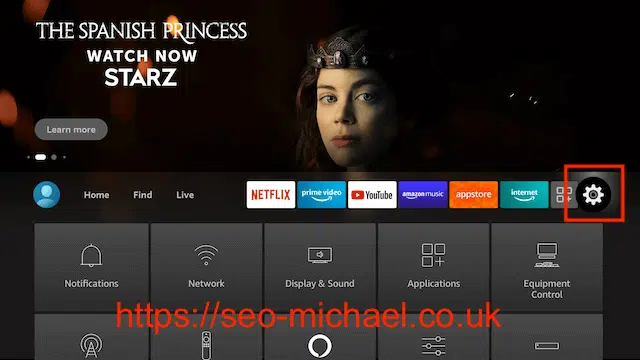 THE SPANISH PRINCESS
WATCH NOW
STARZ
Learn more
Home Find Live NETFLIX prime video YouTube amazon music appstore internet
Notifications Network Display & Sound Applications Equipment
Control
https://seo-michael.co.uk